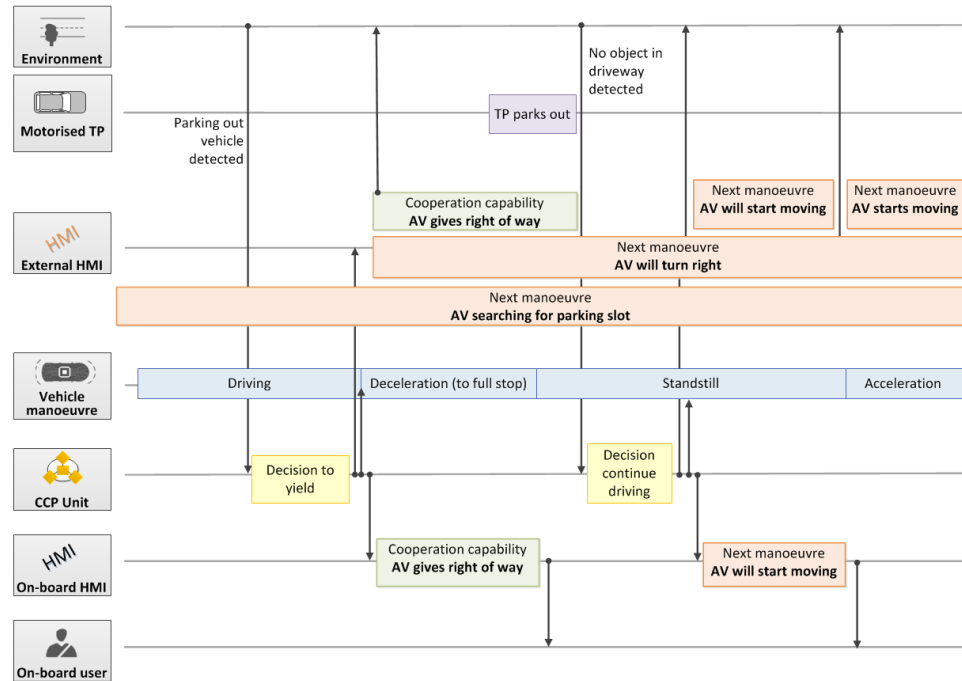 Environment
No object in
driveway
detected
Motorised TP
TP parks out
Parking out
vehicle
detected
Cooperation capability
AV gives right of way
Next manoeuvre
AV will start moving
Next manoeuvre
AV starts moving
HMI
External HMI
Next manoeuvre
AV will turn right
Next manoeuvre
AV searching for parking slot
Vehicle
manoeuvre
Driving
Deceleration (to full stop)
Standstill
Acceleration
CCP Unit
Decision to
yield
Decision
continue
driving
HMI
On-board HMI
Cooperation capability
AV gives right of way
Next manoeuvre
AV will start moving
On-board user